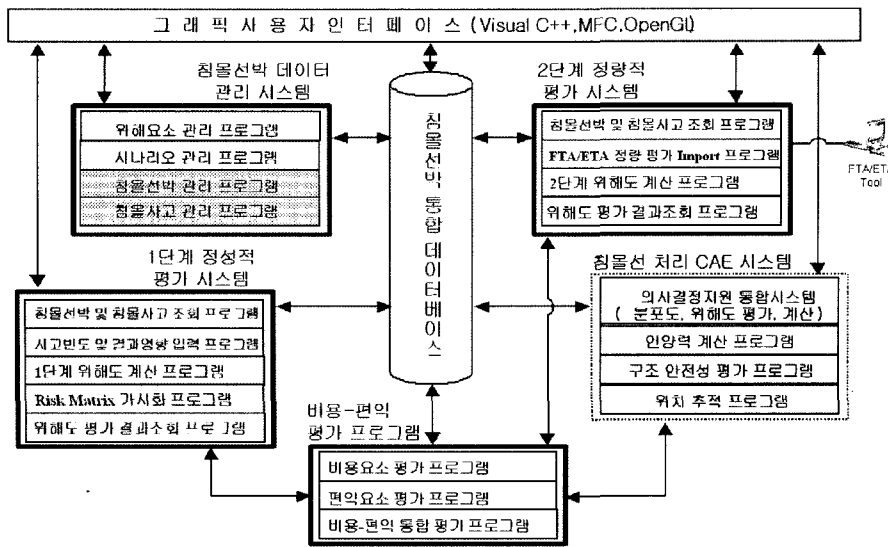 그 래 픽 사 용 자 인 터 페 이 스 (Visual C++,MFC,OpenGL)
침몰선박 데이터
관리 시스템
위해요소 관리 프로그램
시나리오 관리 프로그램
침몰선박 관리 프로그램
침몰사고 관리 프로그램
침몰선박 통합 데이터베이스
2단계 정량적
평가 시스템
침몰선박 및 침몰사고 조회 프로그램
FTA/ETA 정량 평가 Import 프로그램
2단계 위해도 계산 프로그램
위해도 평가 결과조회 프로그램
FTA/ETA
Tool
1단계 정성적
평가 시스템
침몰선박 및 침몰사고 조회 프로그램
사고빈도 및 결과영향 입력 프로그램
1단계 위해도 계산 프로그램
Risk Matrix 가시화 프로그램
위해도 평가 결과조회 프로그램
침몰선 처리 CAE 시스템
의사결정지원 통합시스템
( 분포도, 위해도 평가, 계산)
인양력 계산 프로그램
구조 안전성 평가 프로그램
위치 추적 프로그램
비용-편익
평가 프로그램
비용요소 평가 프로그램
편익요소 평가 프로그램
비용-편익 통합 평가 프로그램